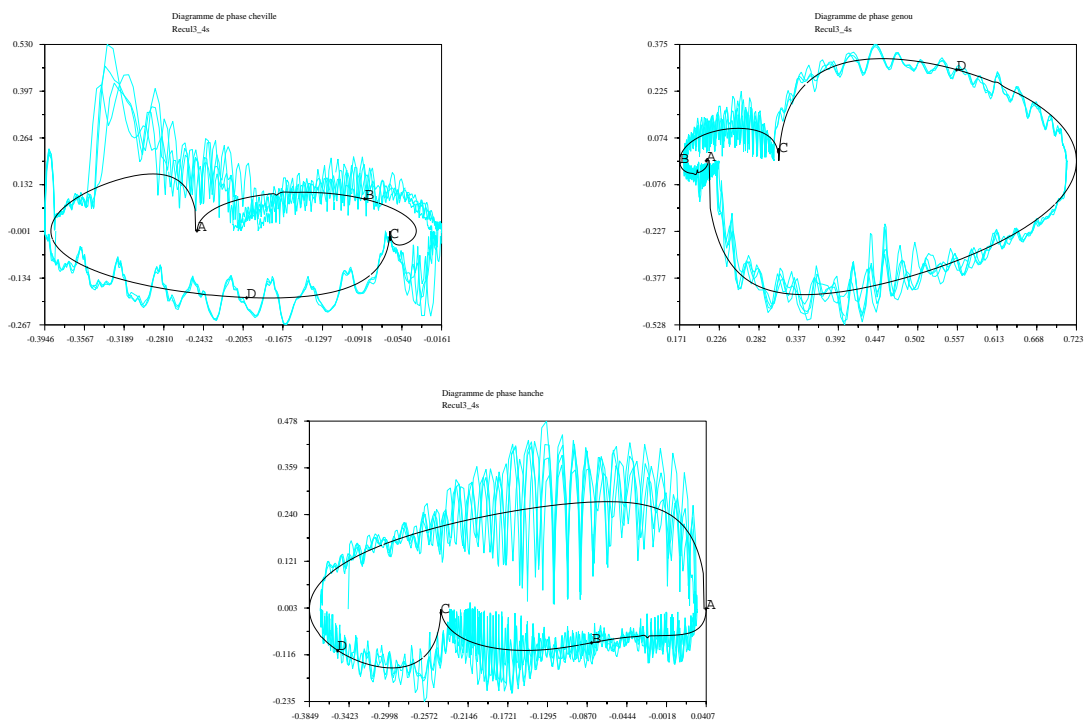 Diagramme de phase cheville
Recul3_4s
0.530
0.397
0.264
0.132
-0.001
-0.134
-0.267
A
B
C
D
-0.3946 -0.3567 -0.3189 -0.2810 -0.2432 -0.2053 -0.1675 -0.1297 -0.0918 -0.0540 -0.0161
Diagramme de phase genou
Recul3_4s
0.375
0.225
0.074
-0.076
-0.227
-0.377
-0.528
D
C
B
A
0.171 0.226 0.282 0.337 0.392 0.447 0.502 0.557 0.613 0.668 0.723
Diagramme de phase hanche
Recul3_4s
0.478
0.359
0.240
0.121
0.003
-0.116
-0.235
C
A
B
D
-0.3849 -0.3423 -0.2998 -0.2572 -0.2146 -0.1721 -0.1295 -0.0870 -0.0444 -0.0018 0.0407